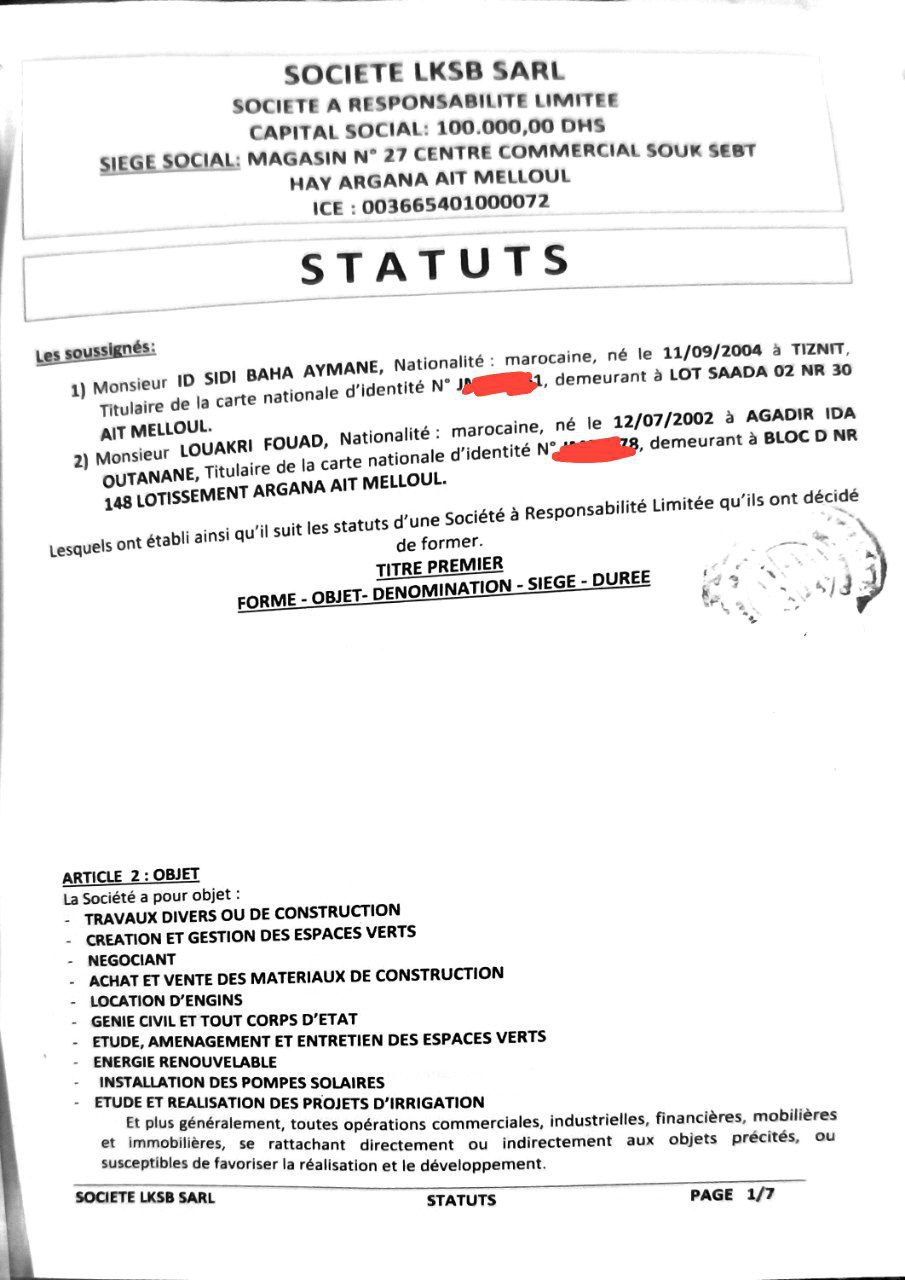 SOCIETE LKSB SARL
SOCIETE A RESPONSABILITE LIMITEE
CAPITAL SOCIAL: 100.000,00 DHS
SIEGE SOCIAL: MAGASIN N° 27 CENTRE COMMERCIAL SOUK SEBT
HAY ARGANA AIT MELLOUL
ICE : 003665401000072
STATUTS
Les soussignés:
1) Monsieur ID SIDI BAHA AYMANE, Nationalité : marocaine, né le 11/09/2004 à TIZNIT,
Titulaire de la carte nationale d'identité N° , demeurant à LOT SAADA 02 NR 30
AIT MELLOUL.
2) Monsieur LOUAKRI FOUAD, Nationalité : marocaine, né le 12/07/2002 à AGADIR IDA
OUTANANE, Titulaire de la carte nationale d'identité N° , demeurant à BLOC D NR
148 LOTISSEMENT ARGANA AIT MELLOUL.
Lesquels ont établi ainsi qu'il suit les statuts d'une Société à Responsabilité Limitée qu'ils ont décidé
de former.
TITRE PREMIER
FORME - OBJET- DENOMINATION - SIEGE - DUREE
ARTICLE 2 : OBJET
La Société a pour objet :
- TRAVAUX DIVERS OU DE CONSTRUCTION
- CREATION ET GESTION DES ESPACES VERTS
- NEGOCIANT
- ACHAT ET VENTE DES MATERIAUX DE CONSTRUCTION
- LOCATION D'ENGINS
- GENIE CIVIL ET TOUT CORPS D'ETAT
- ETUDE, AMENAGEMENT ET ENTRETIEN DES ESPACES VERTS
- ENERGIE RENOUVELABLE
- INSTALLATION DES POMPES SOLAIRES
- ETUDE ET REALISATION DES PROJETS D'IRRIGATION
Et plus généralement, toutes opérations commerciales, industrielles, financières, mobilières
et immobilières, se rattachant directement ou indirectement aux objets précités, ou
susceptibles de favoriser la réalisation et le développement.
SOCIETE LKSB SARL STATUTS PAGE 1/7